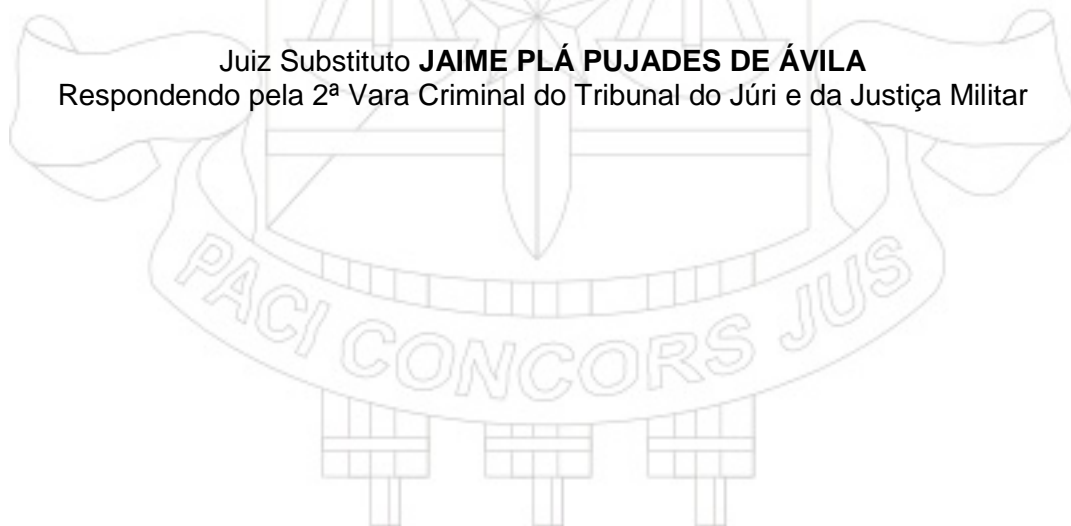 Juiz Substituto JAIME PLÁ PUJADES DE ÁVILA
Respondendo pela 2ª Vara Criminal do Tribunal do Júri e da Justiça Militar
PACI CONCORS JUS